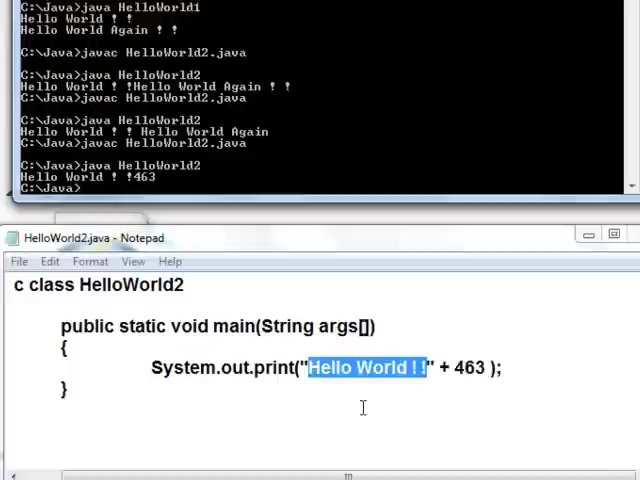 C:\Java>java HelloWorld1
Hello World ! !
Hello World Again ! !
C:\Java>javac HelloWorld2.java
C:\Java>java HelloWorld2
Hello World ! !Hello World Again ! !
C:\Java>javac HelloWorld2.java
C:\Java>java HelloWorld2
Hello World ! ! Hello World Again
C:\Java>javac HelloWorld2.java
C:\Java>java HelloWorld2
Hello World ! !463
C:\Java>
HelloWorld2.java - Notepad
File Edit Format View Help
c class HelloWorld2
public static void main(String args[])
{
System.out.print("Hello World ! !" + 463 );
}